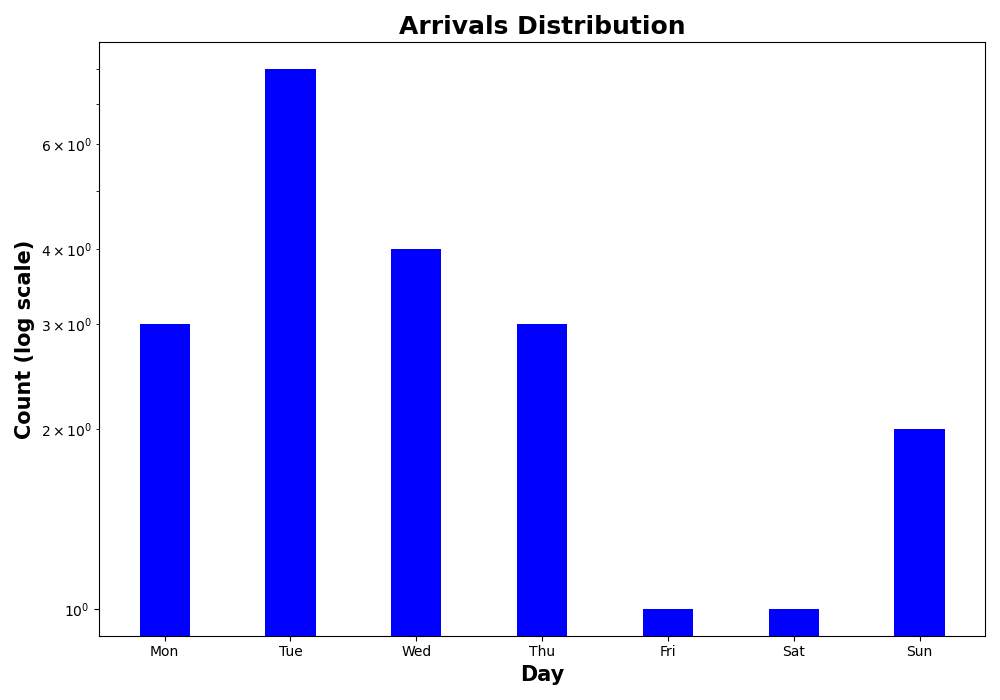 Arrivals Distribution
Count (log scale)
6 × 10⁰
4 × 10⁰
3 × 10⁰
2 × 10⁰
10⁰
Mon Tue Wed Thu Fri Sat Sun
Day